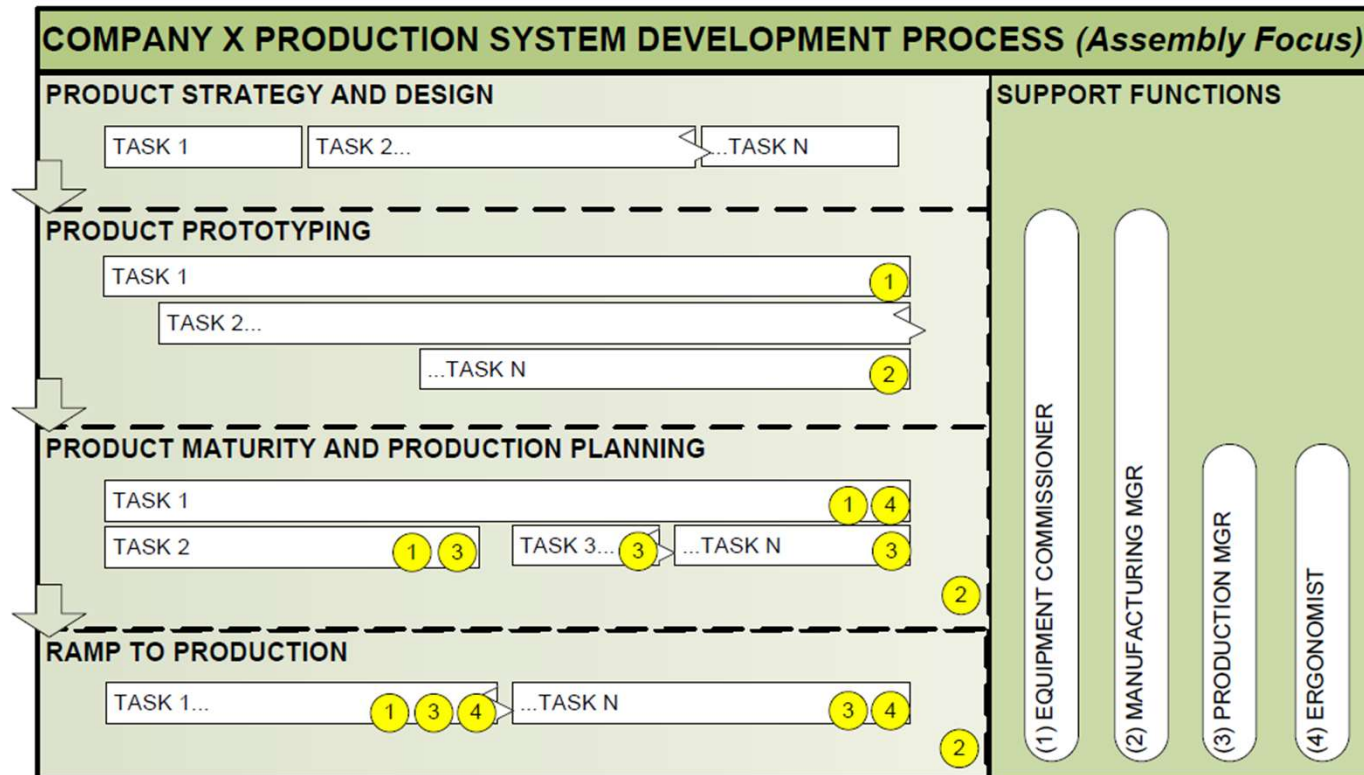 COMPANY X PRODUCTION SYSTEM DEVELOPMENT PROCESS (Assembly Focus)
PRODUCT STRATEGY AND DESIGN
TASK 1
TASK 2...
...TASK N
PRODUCT PROTOTYPING
TASK 1
1
TASK 2...
...TASK N
2
PRODUCT MATURITY AND PRODUCTION PLANNING
TASK 1
1 4
TASK 2
1 3
TASK 3...
3
...TASK N
3
2
RAMP TO PRODUCTION
TASK 1...
1 3 4
...TASK N
3 4
2
SUPPORT FUNCTIONS
(1) EQUIPMENT COMMISSIONER
(2) MANUFACTURING MGR
(3) PRODUCTION MGR
(4) ERGONOMIST